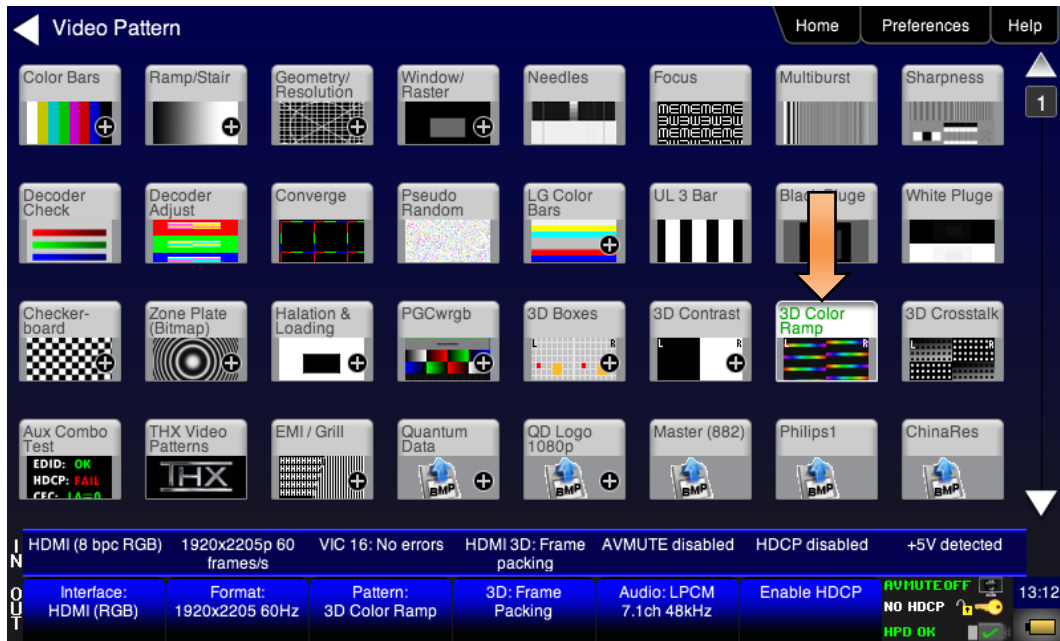 Video Pattern
Home
Preferences
Help
Color Bars
Ramp/Stair
Geometry/
Resolution
Window/
Raster
Needles
Focus
Multiburst
Sharpness
1
MEMEMEME
Decoder
Check
Decoder
Adjust
Converge
Pseudo
Random
LG Color
Bars
UL 3 Bar
White Pluge
Checker-
board
Zone Plate
(Bitmap)
Halation &
Loading
PGCwrgb
3D Boxes
3D Contrast
3D Color
Ramp
3D Crosstalk
L R
L R
L R
L R
Aux Combo
Test
THX Video
Patterns
EMI / Grill
Quantum
Data
QD Logo
1080p
Master (882)
Philips1
ChinaRes
EDID: OK
HDCP: FAIL
CEC: LA=0
THX
BMP
BMP
BMP
BMP
BMP
IN
HDMI (8 bpc RGB)
1920x2205p 60
frames/s
VIC 16: No errors
HDMI 3D: Frame
packing
AVMUTE disabled
HDCP disabled
+5V detected
OUT
Interface:
HDMI (RGB)
Format:
1920x2205 60Hz
Pattern:
3D Color Ramp
3D: Frame
Packing
Audio: LPCM
7.1ch 48kHz
Enable HDCP
AVMUTEOFF
NO HDCP
HPD OK
13:12